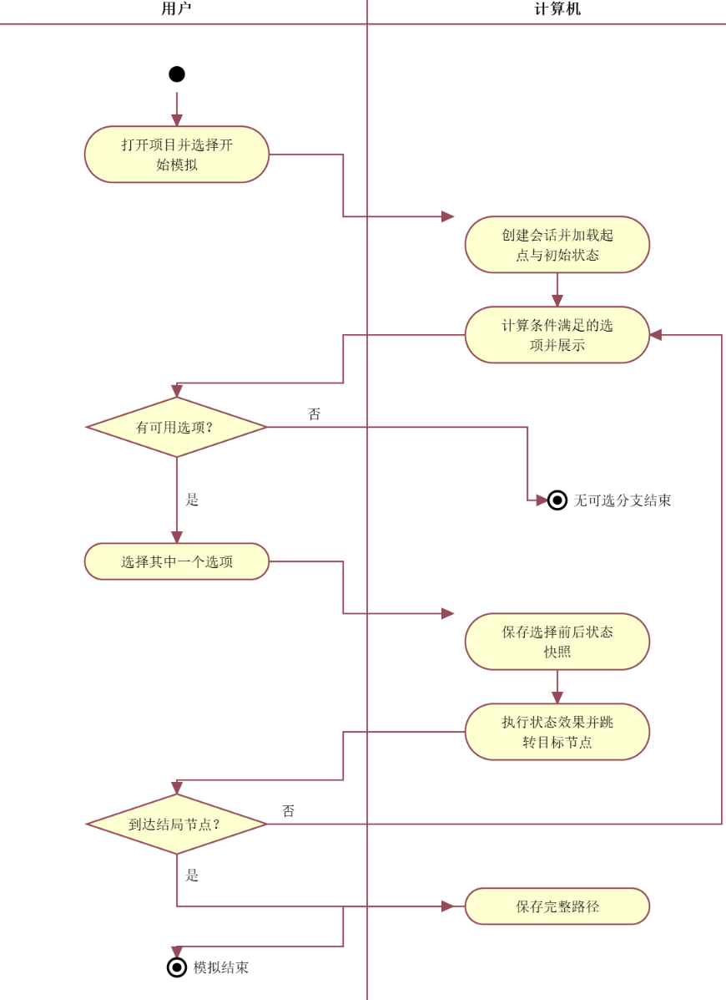 用户
计算机
打开项目并选择开
始模拟
创建会话并加载起
点与初始状态
计算条件满足的选
项并展示
有可用选项?
否
是
无可选分支结束
选择其中一个选项
保存选择前后状态
快照
执行状态效果并跳
转目标节点
到达结局节点?
否
是
保存完整路径
模拟结束